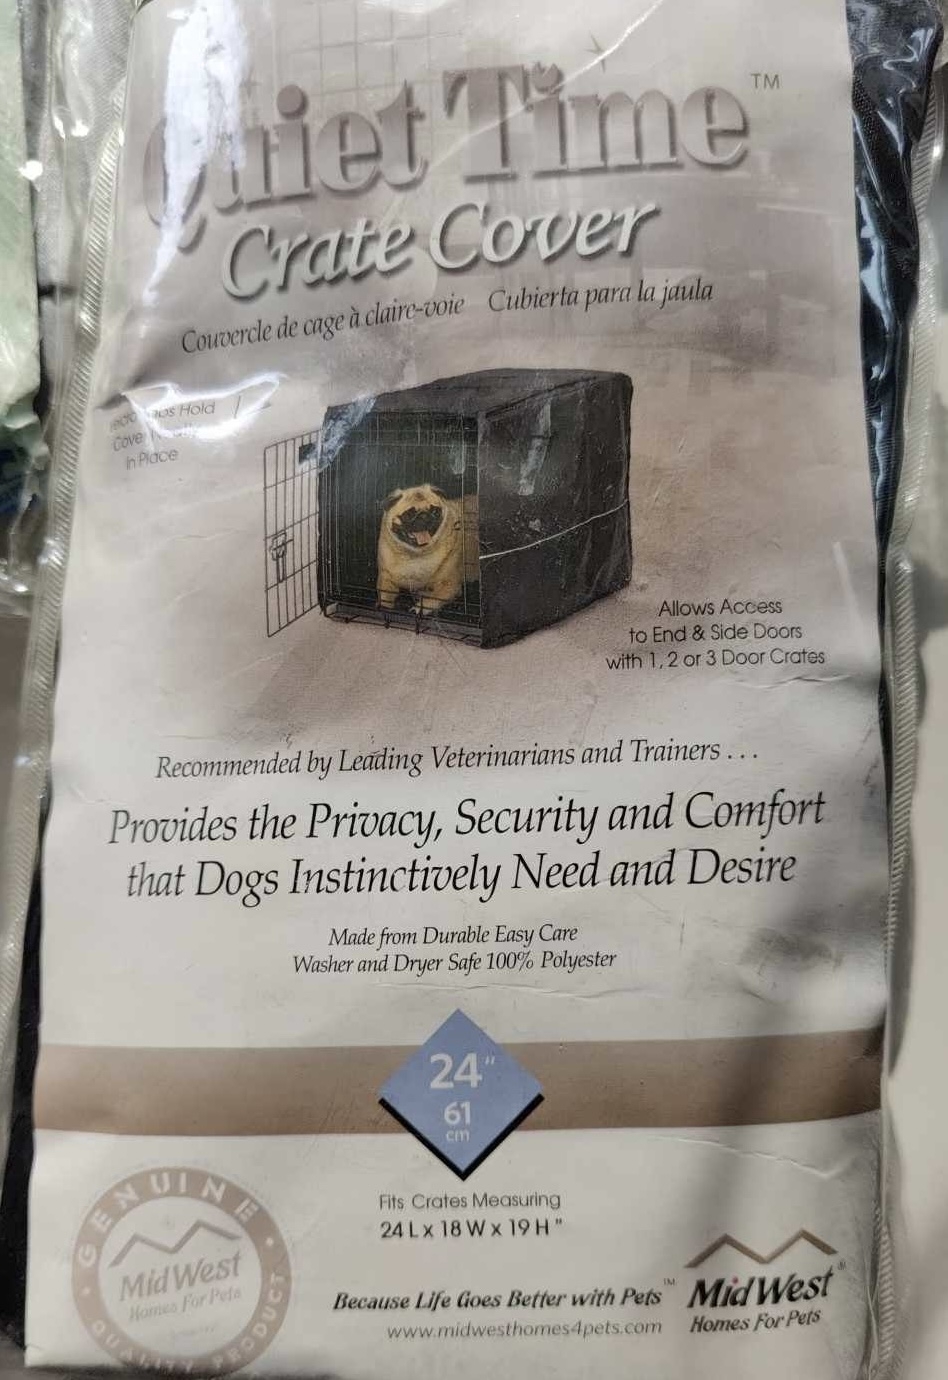 Quiet Time™
Crate Cover
Couvercle de cage à claire-voie Cubierta para la jaula
Hold
In Place
Allows Access
to End & Side Doors
with 1, 2 or 3 Door Crates
Recommended by Leading Veterinarians and Trainers . . .
Provides the Privacy, Security and Comfort
that Dogs Instinctively Need and Desire
Made from Durable Easy Care
Washer and Dryer Safe 100% Polyester
24"
61
cm
Fits Crates Measuring
24 L x 18 W x 19 H "
GENUINE
MidWest
Homes For Pets
QUALITY PRODUCT
Because Life Goes Better with Pets™
www.midwesthomes4pets.com
MidWest®
Homes For Pets